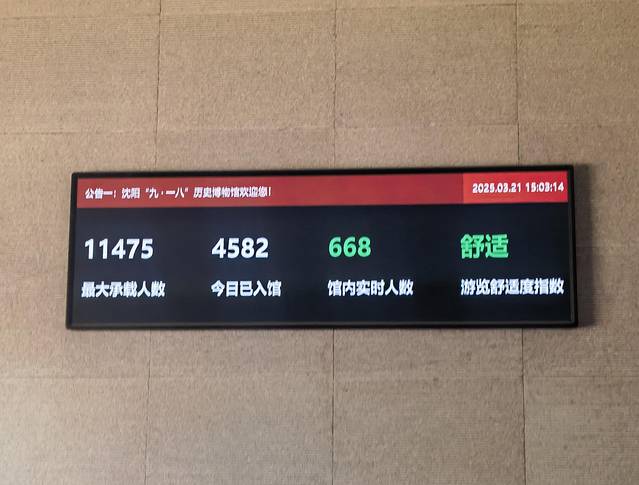 公告一：沈阳“九·一八”历史博物馆欢迎您！ 2025.03.21 15:03:14
11475 4582 668 舒适
最大承载人数 今日已入馆 馆内实时人数 游览舒适度指数